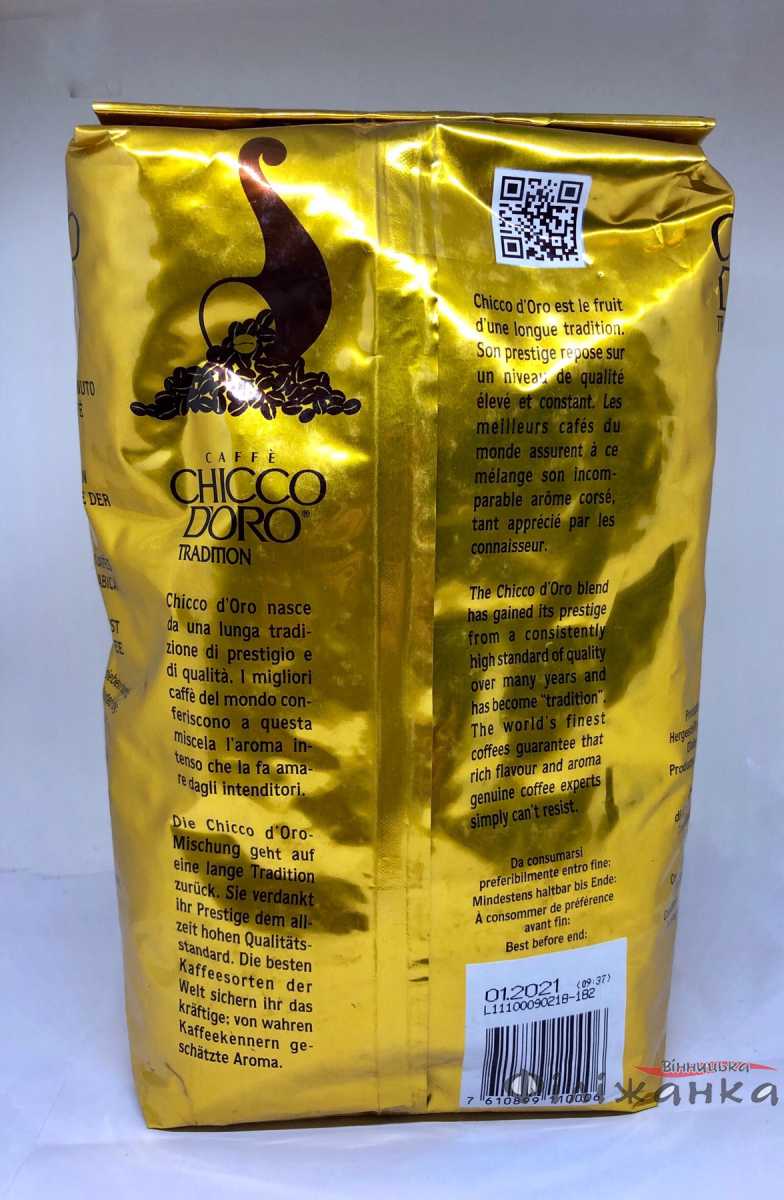 CAFFÈ
CHICCO
D'ORO®
TRADITION
Chicco d'Oro nasce
da una lunga tradi-
zione di prestigio e
di qualità. I migliori
caffè del mondo con-
feriscono a questa
miscela l'aroma in-
tenso che la fa ama-
re dagli intenditori.
Die Chicco d'Oro-
Mischung geht auf
eine lange Tradition
zurück. Sie verdankt
ihr Prestige dem all-
zeit hohen Qualitäts-
standard. Die besten
Kaffeesorten der
Welt sichern ihr das
kräftige; von wahren
Kaffeekennern ge-
schätzte Aroma.
Chicco d'Oro est le fruit
d'une longue tradition.
Son prestige repose sur
un niveau de qualité
élevé et constant. Les
meilleurs cafés du
monde assurent à ce
mélange son incom-
parable arôme corsé,
tant apprécié par les
connaisseur.
The Chicco d'Oro blend
has gained its prestige
from a consistently
high standard of quality
over many years and
has become "tradition".
The world's finest
coffees guarantee that
rich flavour and aroma
genuine coffee experts
simply can't resist.
Da consumarsi
preferibilmente entro fine:
Mindestens haltbar bis Ende:
À consommer de préférence
avant fin:
Best before end:
01.2021 (09:37)
L11100090218-182
7 610899 110006
Вінницька
Філіжанка